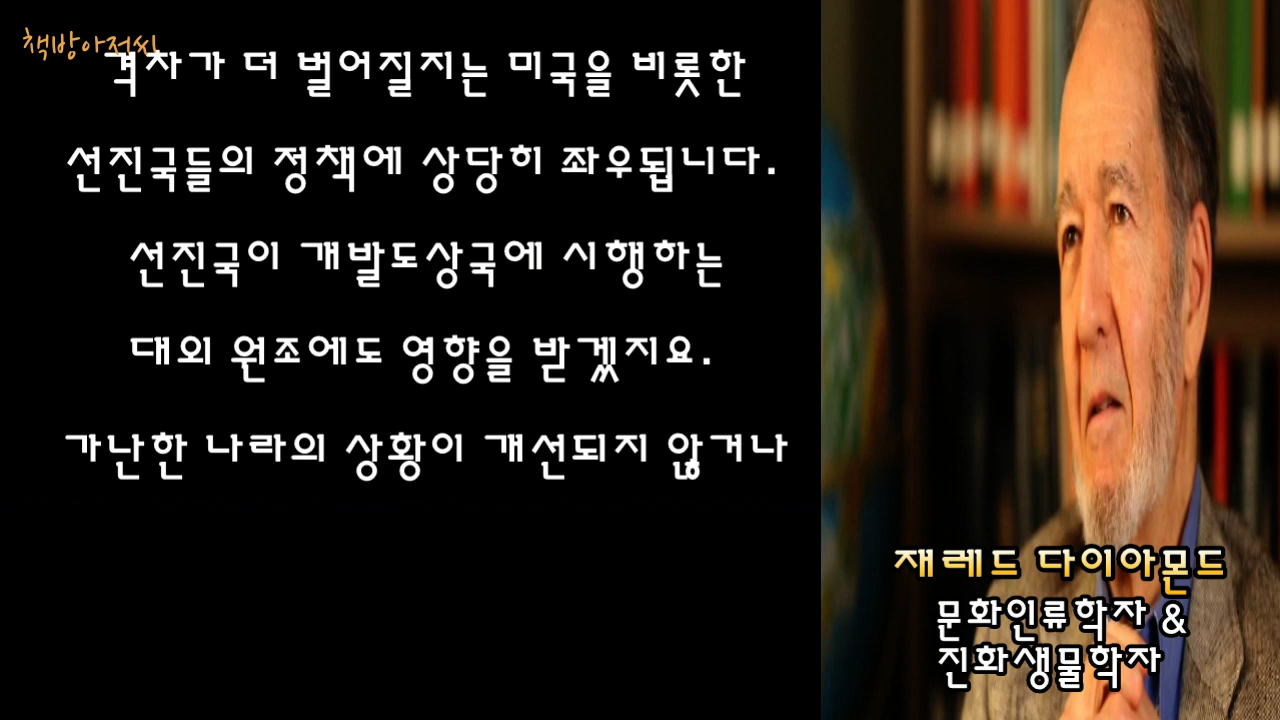 책방아저씨
격차가 더 벌어질지는 미국을 비롯한
선진국들의 정책에 상당히 좌우됩니다.
선진국이 개발도상국에 시행하는
대외 원조에도 영향을 받겠지요.
가난한 나라의 상황이 개선되지 않거나
재레드 다이아몬드
문화인류학자 &
진화생물학자